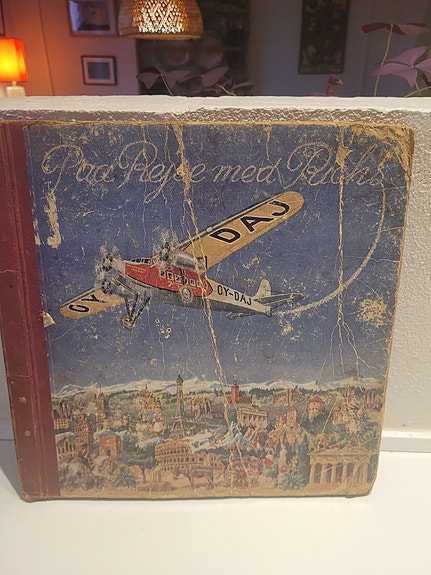 Paa Rejse med Richs
DAJ
OY
OY-DAJ